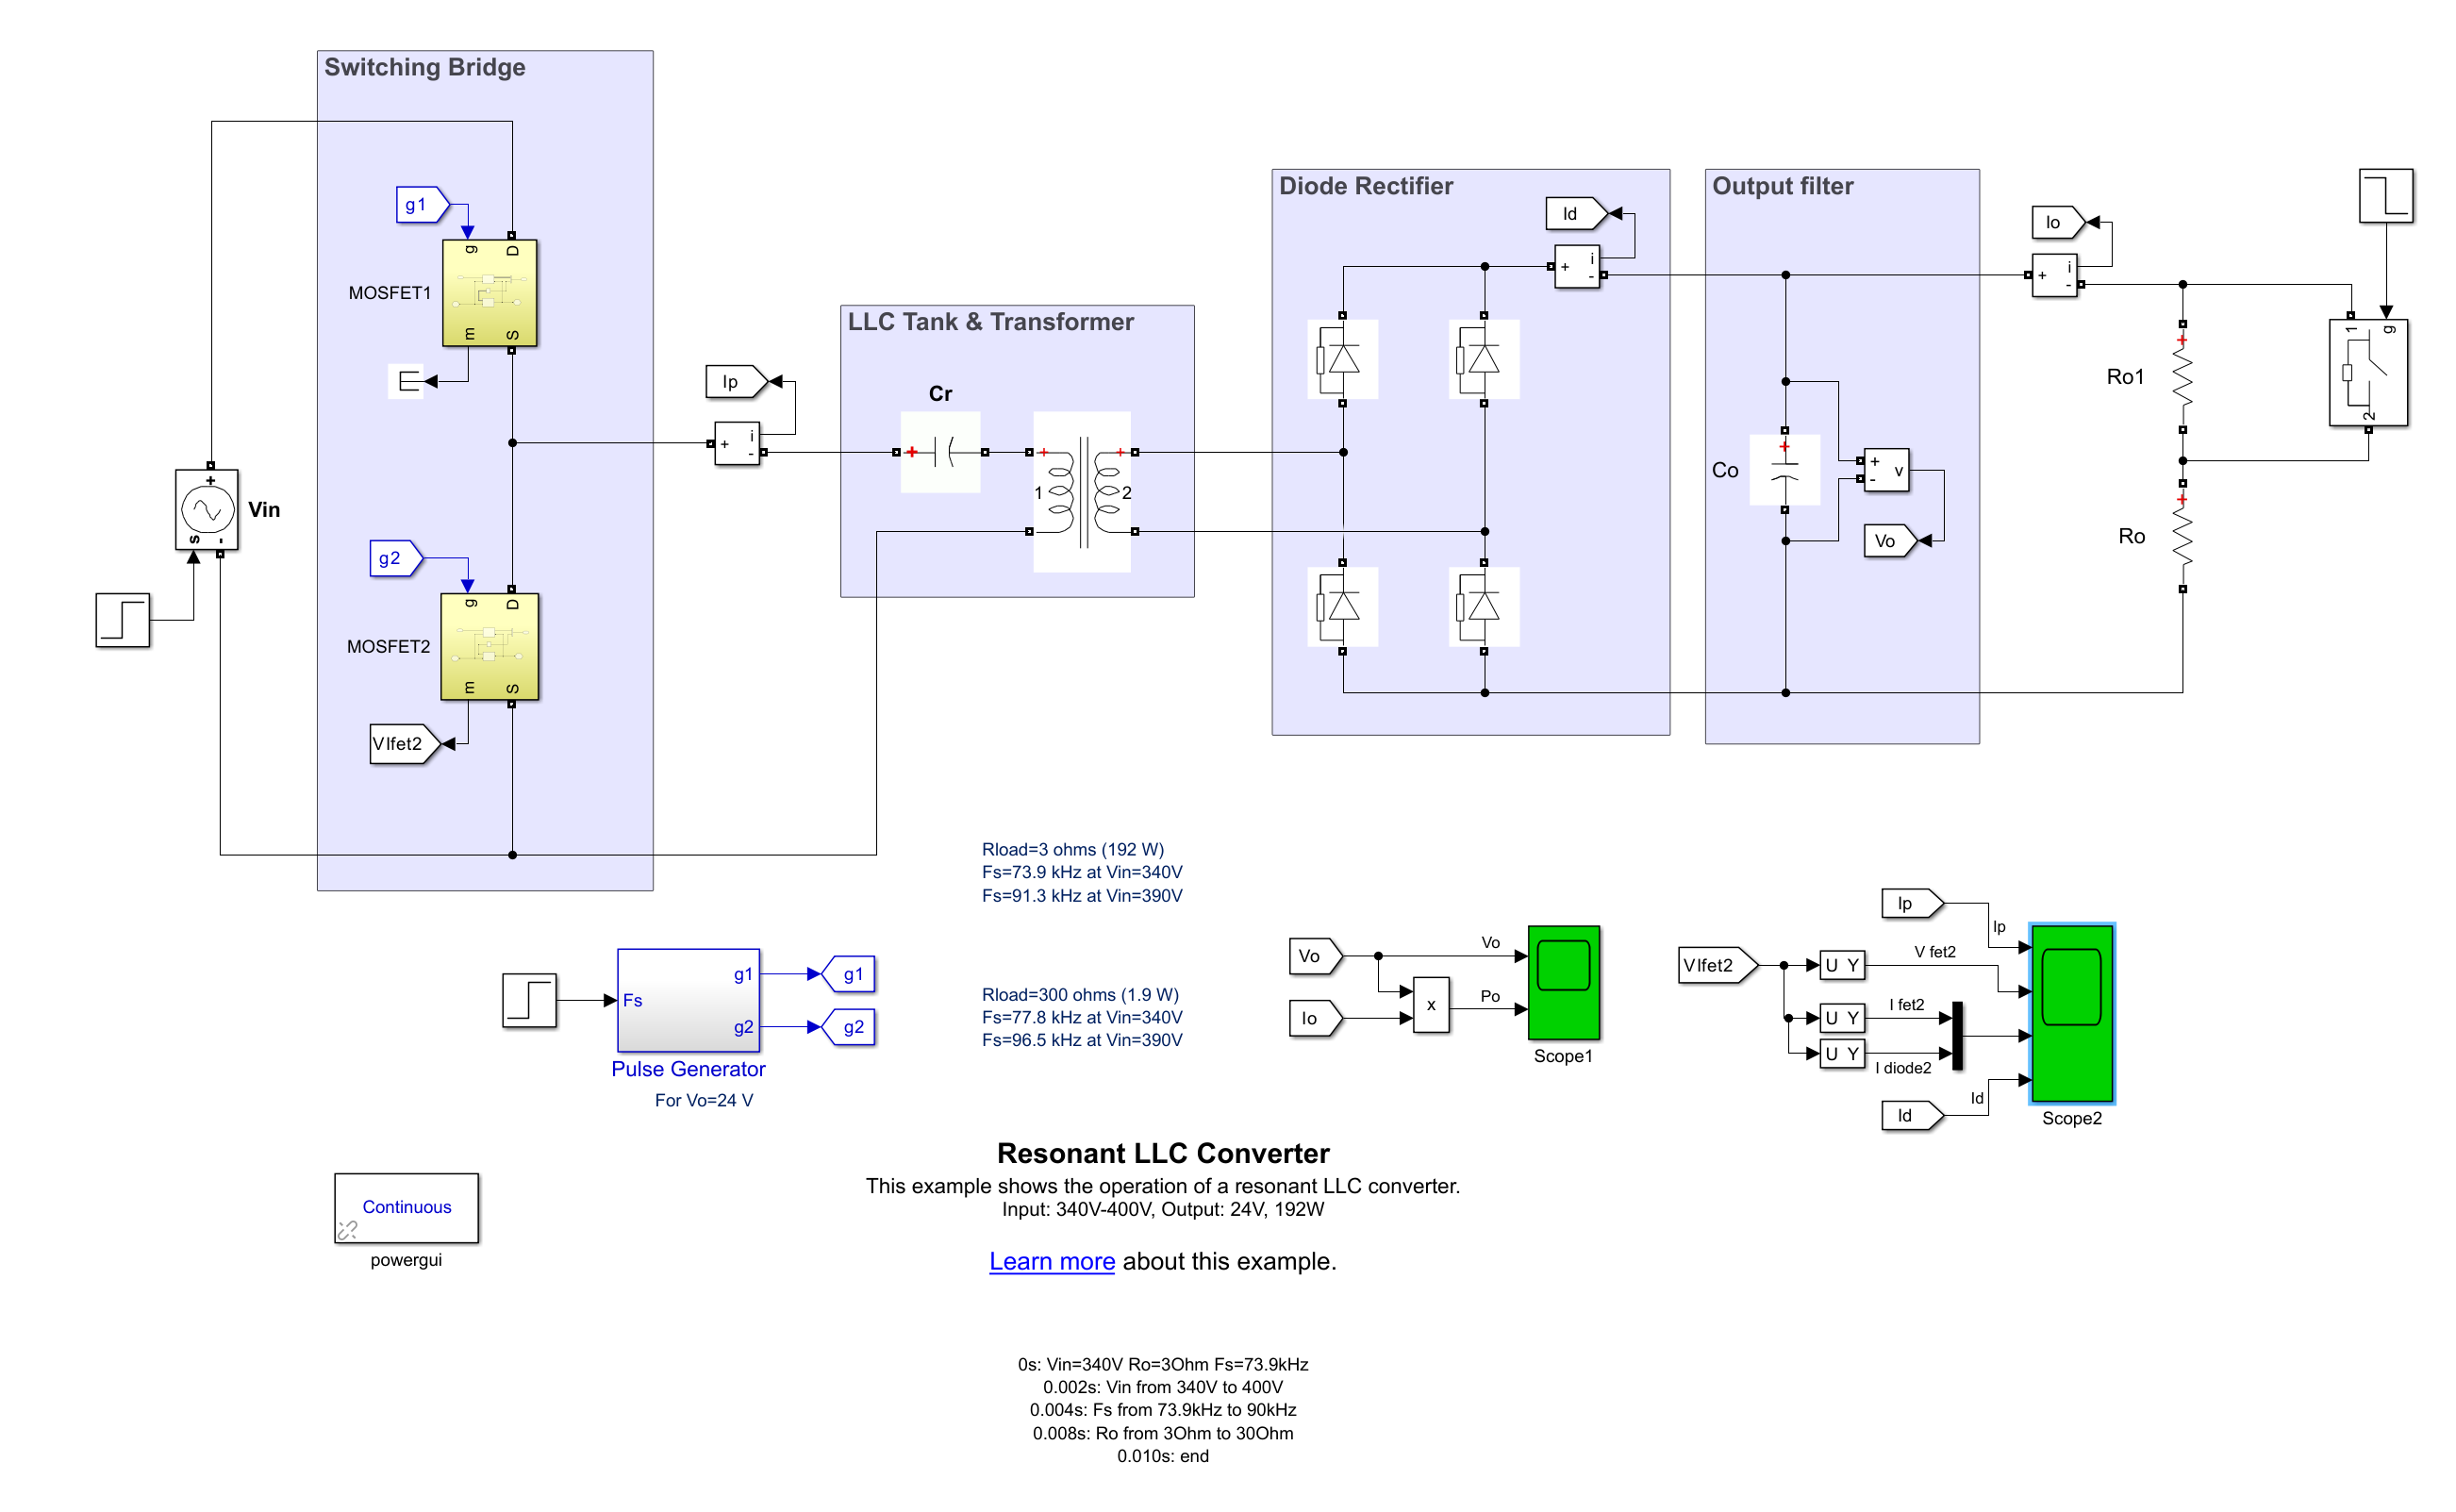 Switching Bridge
g1
g
D
MOSFET1
m
S
g2
g
D
MOSFET2
m
S
VIfet2
+
Vin
s
-
Ip
+
i
-
LLC Tank & Transformer
Cr
+
+
1
+
2
Diode Rectifier
Id
+
i
-
Output filter
+
Co
+
-
v
Vo
Io
+
i
-
Ro1
+
Ro
+
1
g
2
Rload=3 ohms (192 W)
Fs=73.9 kHz at Vin=340V
Fs=91.3 kHz at Vin=390V
Rload=300 ohms (1.9 W)
Fs=77.8 kHz at Vin=340V
Fs=96.5 kHz at Vin=390V
Fs
g1
g2
g1
g2
Pulse Generator
For Vo=24 V
Vo
Io
Vo
x
Po
Scope1
Ip
Ip
VIfet2
U Y
V fet2
U Y
I fet2
U Y
I diode2
Id
Id
Scope2
Continuous
powergui
Resonant LLC Converter
This example shows the operation of a resonant LLC converter.
Input: 340V-400V, Output: 24V, 192W
Learn more about this example.
0s: Vin=340V Ro=3Ohm Fs=73.9kHz
0.002s: Vin from 340V to 400V
0.004s: Fs from 73.9kHz to 90kHz
0.008s: Ro from 3Ohm to 30Ohm
0.010s: end